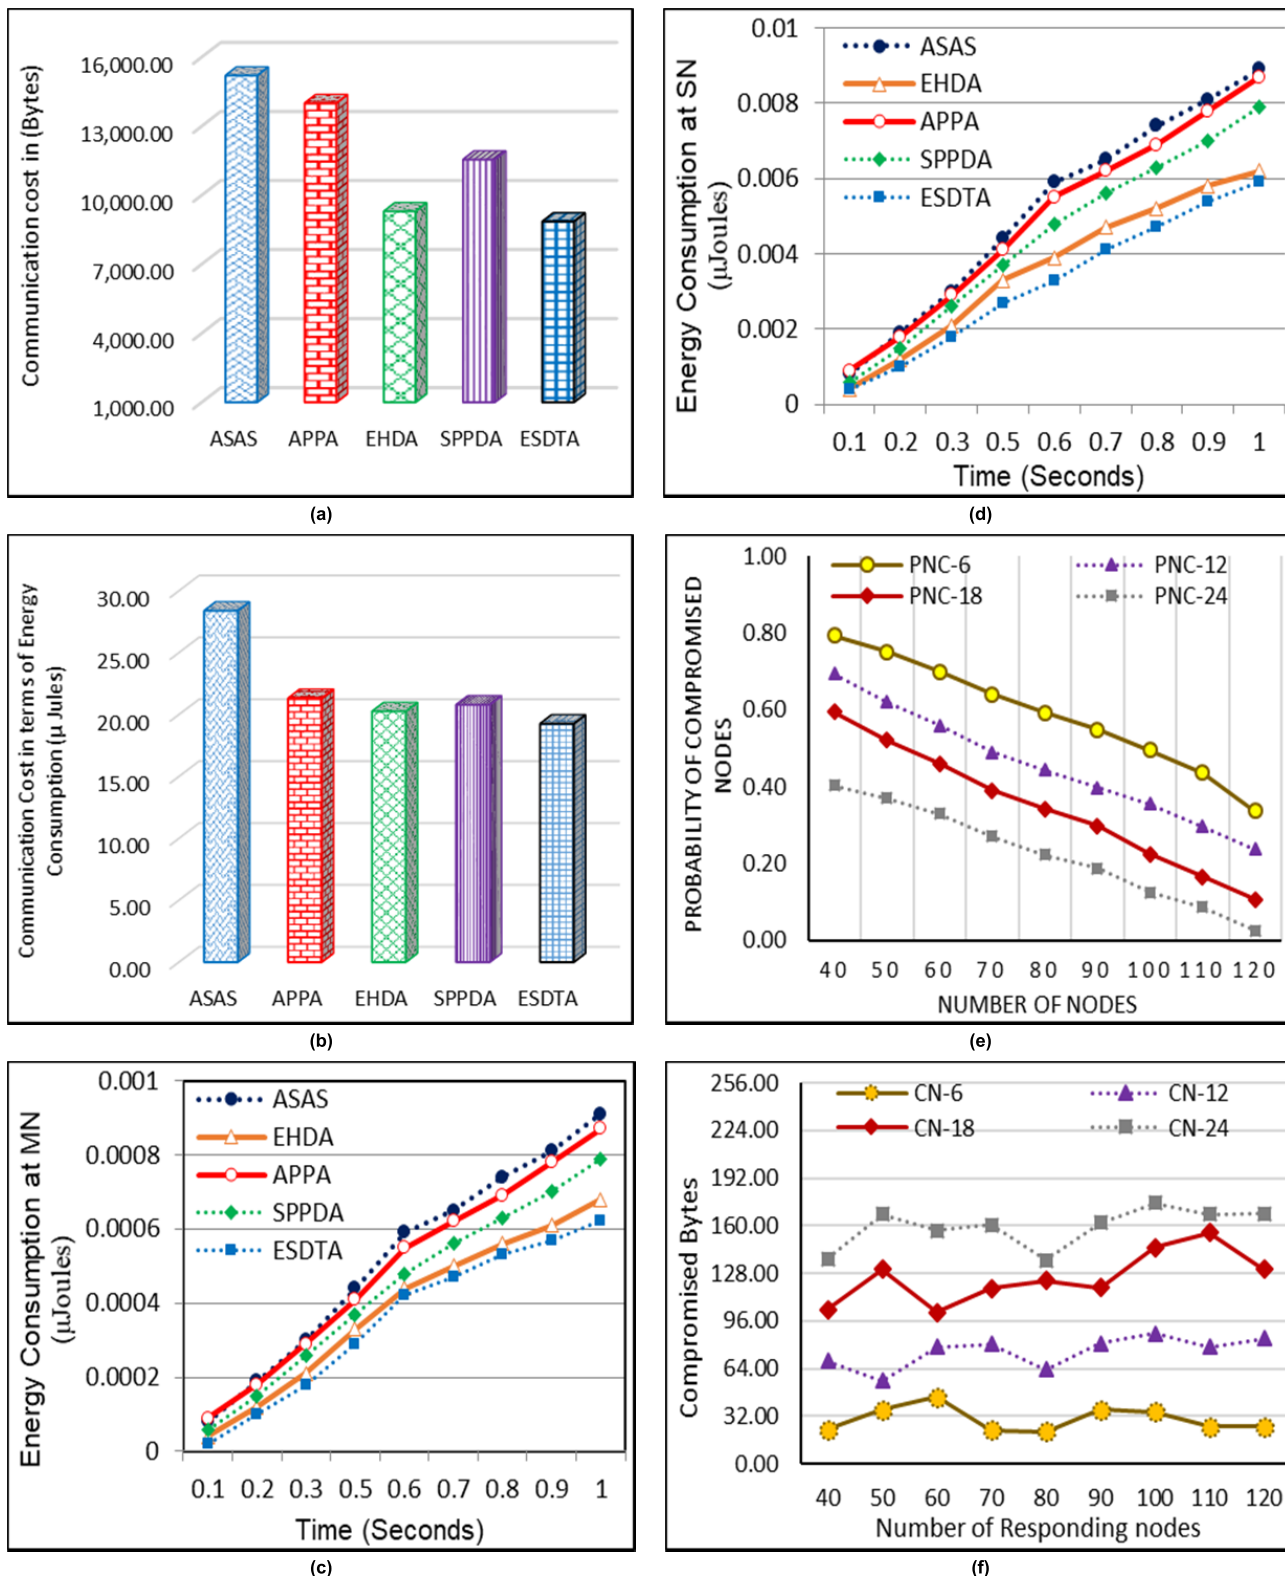 Communication cost in (Bytes)
16,000.00
13,000.00
10,000.00
7,000.00
4,000.00
1,000.00
ASAS APPA EHDA SPPDA ESDTA
(a)
Energy Consumption at SN
(µJoules)
0.01
0.008
0.006
0.004
0.002
0
ASAS
EHDA
APPA
SPPDA
ESDTA
0.1 0.2 0.3 0.5 0.6 0.7 0.8 0.9 1
Time (Seconds)
(d)
Communication Cost in terms of Energy
Consumption (µ Jules)
30.00
25.00
20.00
15.00
10.00
5.00
0.00
ASAS APPA EHDA SPPDA ESDTA
(b)
PROBABILITY OF COMPROMISED
NODES
1.00
0.80
0.60
0.40
0.20
0.00
PNC-6 PNC-12
PNC-18 PNC-24
40 50 60 70 80 90 100 110 120
NUMBER OF NODES
(e)
Energy Consumption at MN
(µJoules)
0.001
0.0008
0.0006
0.0004
0.0002
0
ASAS
EHDA
APPA
SPPDA
ESDTA
0.1 0.2 0.3 0.5 0.6 0.7 0.8 0.9 1
Time (Seconds)
(c)
Compromised Bytes
256.00
224.00
192.00
160.00
128.00
96.00
64.00
32.00
0.00
CN-6 CN-12
CN-18 CN-24
40 50 60 70 80 90 100 110 120
Number of Responding nodes
(f)